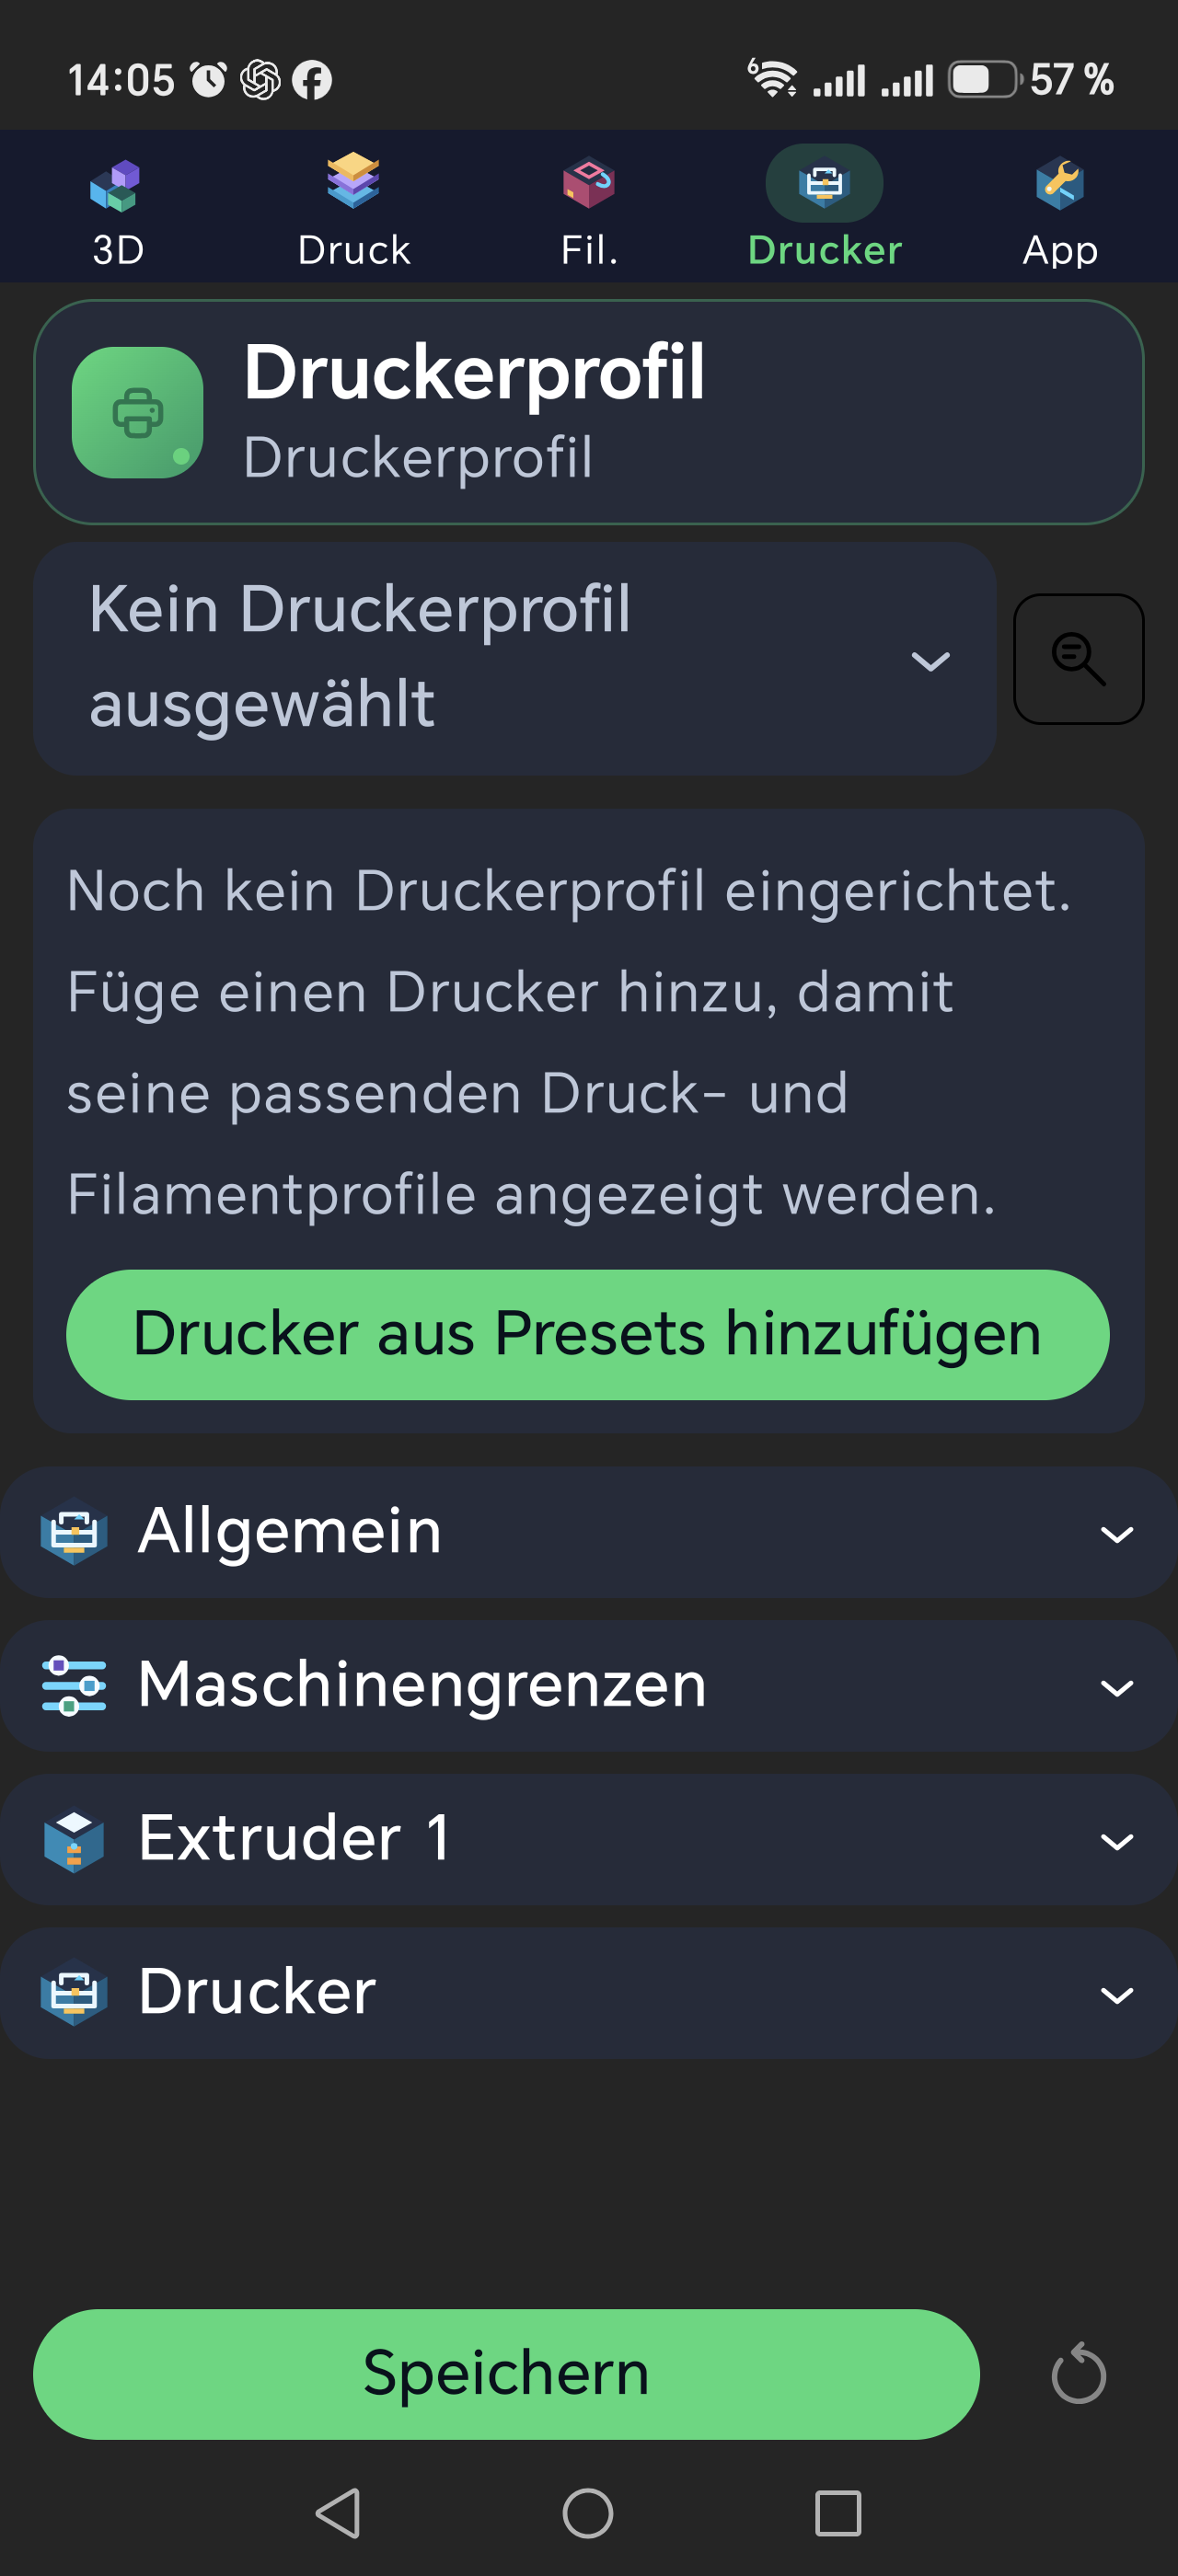 14:05 6 57 %
3D Druck Fil. Drucker App
Druckerprofil
Druckerprofil
Kein Druckerprofil
ausgewählt
Noch kein Druckerprofil eingerichtet.
Füge einen Drucker hinzu, damit
seine passenden Druck- und
Filamentprofile angezeigt werden.
Drucker aus Presets hinzufügen
Allgemein
Maschinengrenzen
Extruder 1
Drucker
Speichern